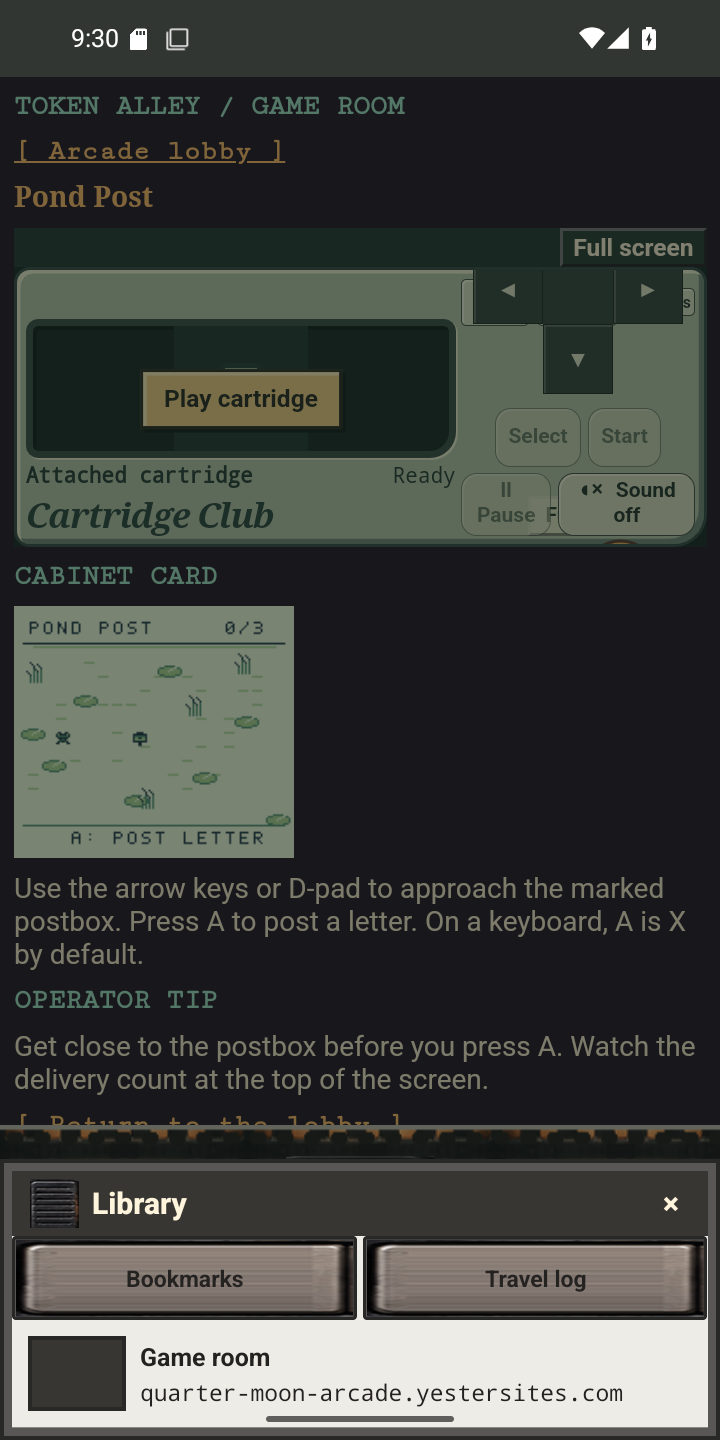 9:30
TOKEN ALLEY / GAME ROOM
[ Arcade lobby ]
Pond Post
Full screen
s
Play cartridge
Select
Start
Attached cartridge
Ready
Pause
F
Sound
off
Cartridge Club
CABINET CARD
POND POST 0/3
A: POST LETTER
Use the arrow keys or D-pad to approach the marked
postbox. Press A to post a letter. On a keyboard, A is X
by default.
OPERATOR TIP
Get close to the postbox before you press A. Watch the
delivery count at the top of the screen.
[ Return to the lobby ]
Library
Bookmarks
Travel log
Game room
quarter-moon-arcade.yestersites.com